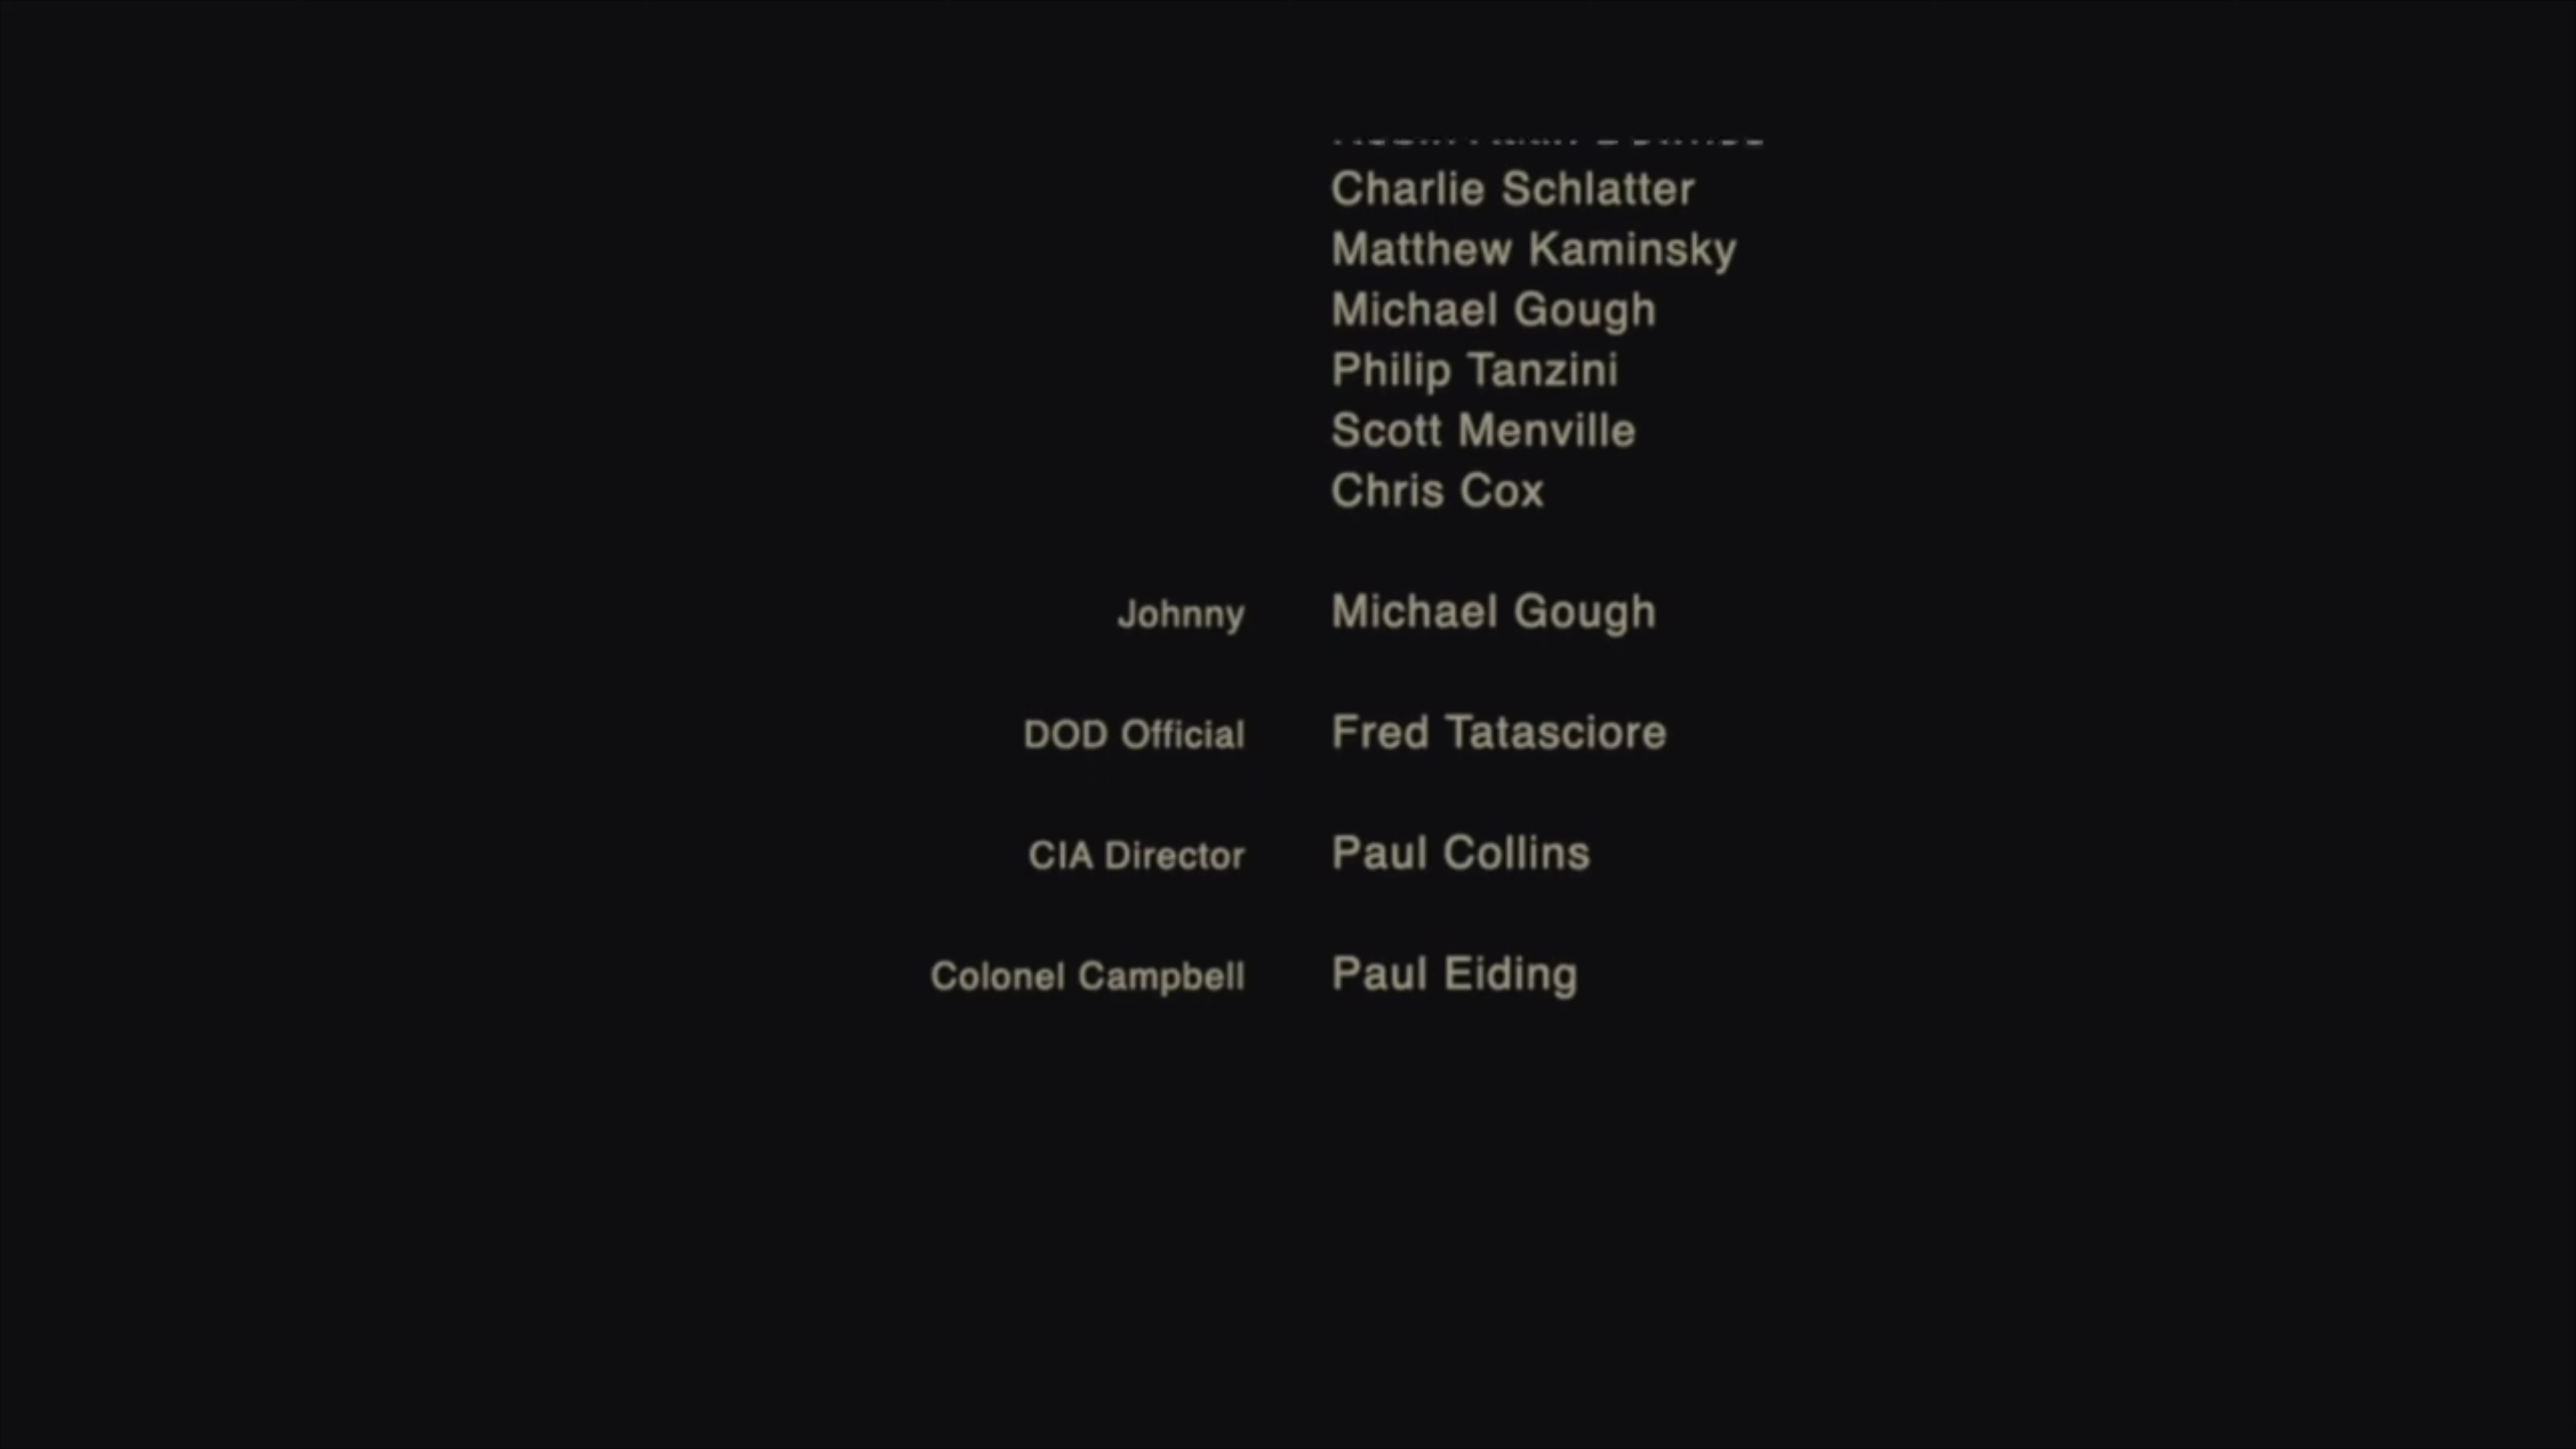 Charlie Schlatter
Matthew Kaminsky
Michael Gough
Philip Tanzini
Scott Menville
Chris Cox
Johnny Michael Gough
DOD Official Fred Tatasciore
CIA Director Paul Collins
Colonel Campbell Paul Eiding